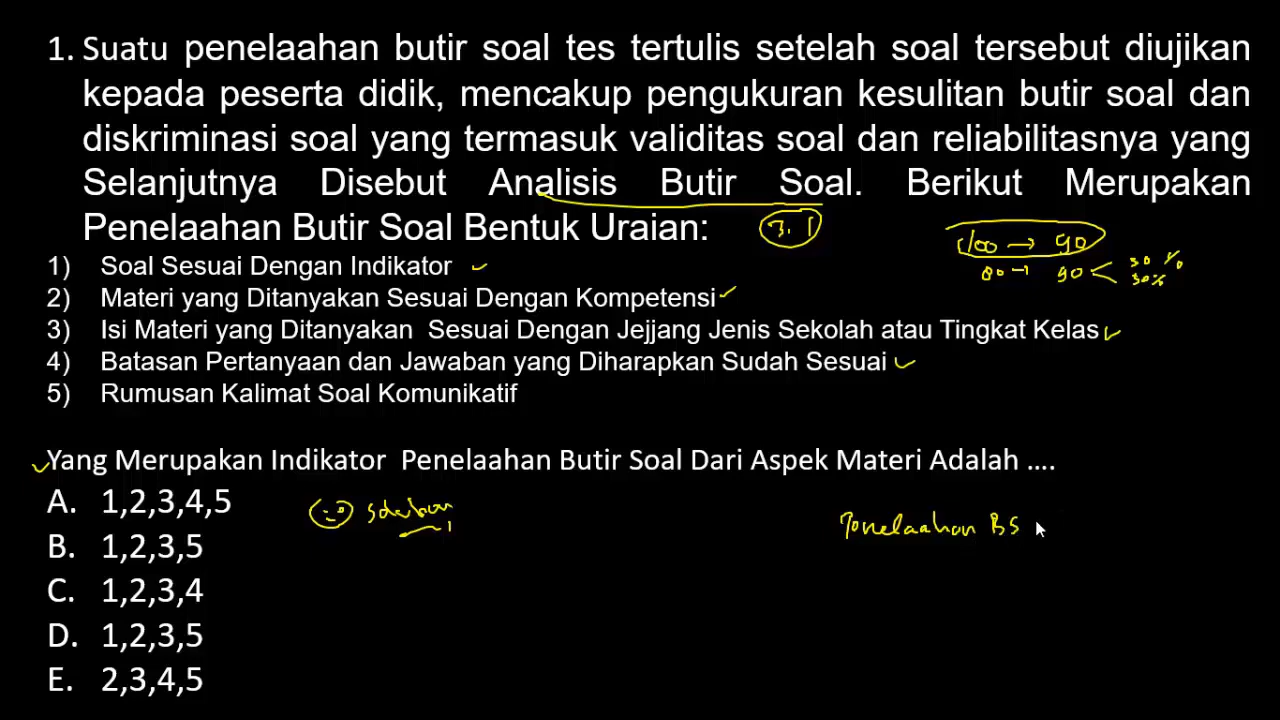 1. Suatu penelaahan butir soal tes tertulis setelah soal tersebut diujikan
kepada peserta didik, mencakup pengukuran kesulitan butir soal dan
diskriminasi soal yang termasuk validitas soal dan reliabilitasnya yang
Selanjutnya Disebut Analisis Butir Soal. Berikut Merupakan
Penelaahan Butir Soal Bentuk Uraian:
1) Soal Sesuai Dengan Indikator
2) Materi yang Ditanyakan Sesuai Dengan Kompetensi
90
80 → 90 30 %
30%
3) Isi Materi yang Ditanyakan Sesuai Dengan Jejjang Jenis Sekolah atau Tingkat Kelas
4) Batasan Pertanyaan dan Jawaban yang Diharapkan Sudah Sesuai
5) Rumusan Kalimat Soal Komunikatif
Yang Merupakan Indikator Penelaahan Butir Soal Dari Aspek Materi Adalah ....
A. 1,2,3,4,5
Penelaahan BS
B. 1,2,3,5
C. 1,2,3,4
D. 1,2,3,5
E. 2,3,4,5